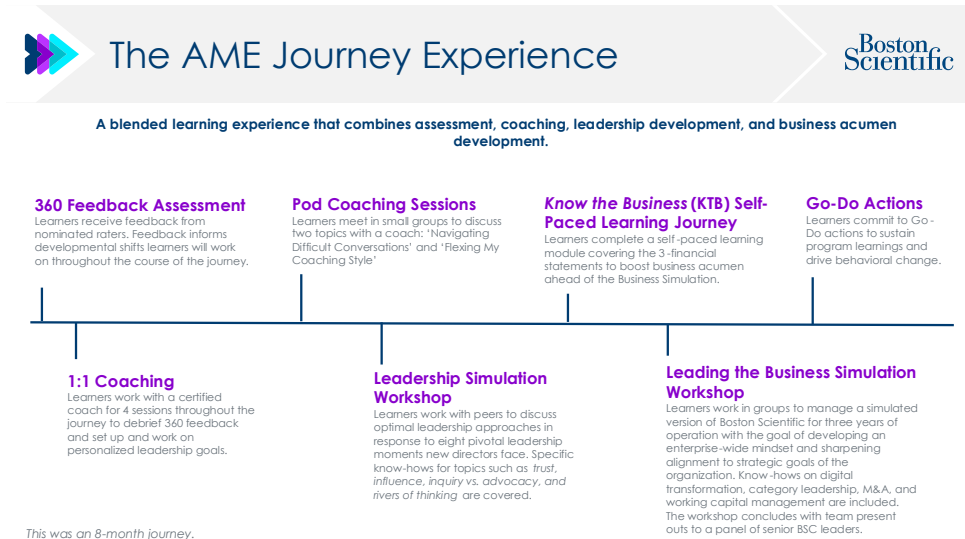 The AME Journey Experience
Boston
Scientific
A blended learning experience that combines assessment, coaching, leadership development, and business acumen
development.
360 Feedback Assessment
Learners receive feedback from
nominated raters. Feedback informs
developmental shifts learners will work
on throughout the course of the journey.
Pod Coaching Sessions
Learners meet in small groups to discuss
two topics with a coach: ‘Navigating
Difficult Conversations’ and ‘Flexing My
Coaching Style’
Know the Business (KTB) Self-
Paced Learning Journey
Learners complete a self-paced learning
module covering the 3-financial
statements to boost business acumen
ahead of the Business Simulation.
Go-Do Actions
Learners commit to Go-
Do actions to sustain
program learnings and
drive behavioral change.
1:1 Coaching
Learners work with a certified
coach for 4 sessions throughout the
journey to debrief 360 feedback
and set up and work on
personalized leadership goals.
Leadership Simulation
Workshop
Learners work with peers to discuss
optimal leadership approaches in
response to eight pivotal leadership
moments new directors face. Specific
know-hows for topics such as trust,
influence, inquiry vs. advocacy, and
rivers of thinking are covered.
Leading the Business Simulation
Workshop
Learners work in groups to manage a simulated
version of Boston Scientific for three years of
operation with the goal of developing an
enterprise-wide mindset and sharpening
alignment to strategic goals of the
organization. Know-hows on digital
transformation, category leadership, M&A, and
working capital management are included.
The workshop concludes with team present
outs to a panel of senior BSC leaders.
This was an 8-month journey.